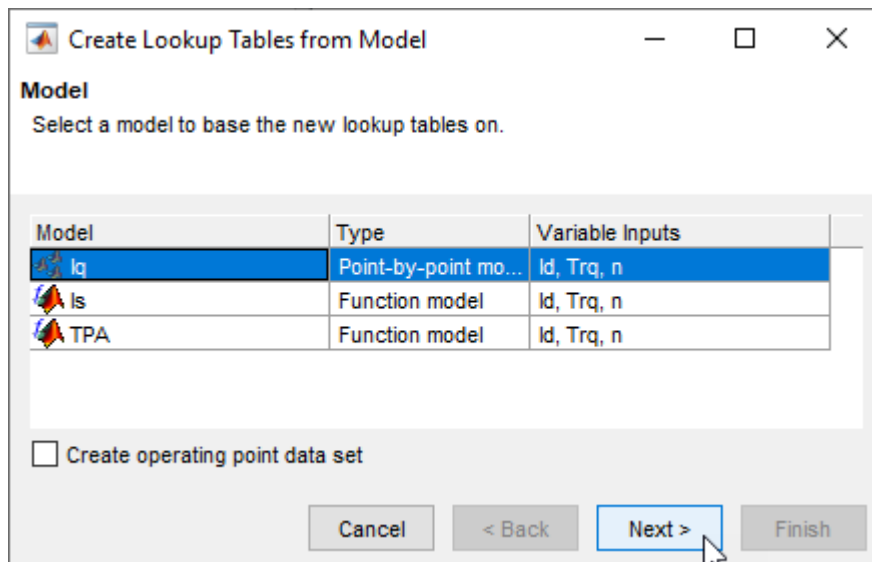 Create Lookup Tables from Model
Model
Select a model to base the new lookup tables on.
Model Type Variable Inputs
Iq Point-by-point mo... Id, Trq, n
Is Function model Id, Trq, n
TPA Function model Id, Trq, n
Create operating point data set
Cancel < Back Next > Finish